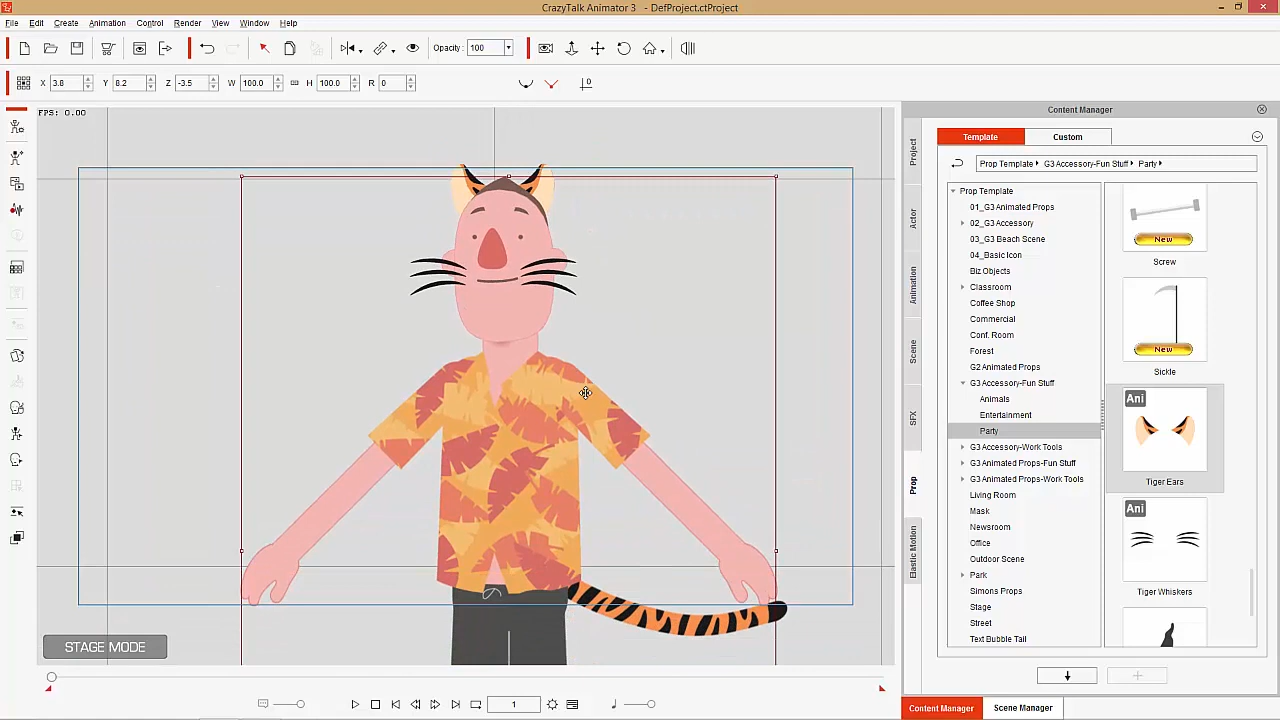 CrazyTalk Animator 3 - DefProject.ctProject
File Edit Create Animation Control Render View Window Help
Opacity : 100
X 3.8 Y 8.2 Z -3.5 W 100.0 H 100.0 R 0
FPS: 0.00
STAGE MODE
1
Content Manager
Template Custom
Prop Template G3 Accessory-Fun Stuff Party
Project
Actor
Animation
Scene
SFX
Prop
Elastic Motion
Prop Template
01_G3 Animated Props
02_G3 Accessory
03_G3 Beach Scene
04_Basic Icon
Biz Objects
Classroom
Coffee Shop
Commercial
Conf. Room
Forest
G2 Animated Props
G3 Accessory-Fun Stuff
Animals
Entertainment
Party
G3 Accessory-Work Tools
G3 Animated Props-Fun Stuff
G3 Animated Props-Work Tools
Living Room
Mask
Newsroom
Office
Outdoor Scene
Park
Simons Props
Stage
Street
Text Bubble Tail
New
Screw
New
Sickle
Ani
Tiger Ears
Ani
Tiger Whiskers
Content Manager Scene Manager